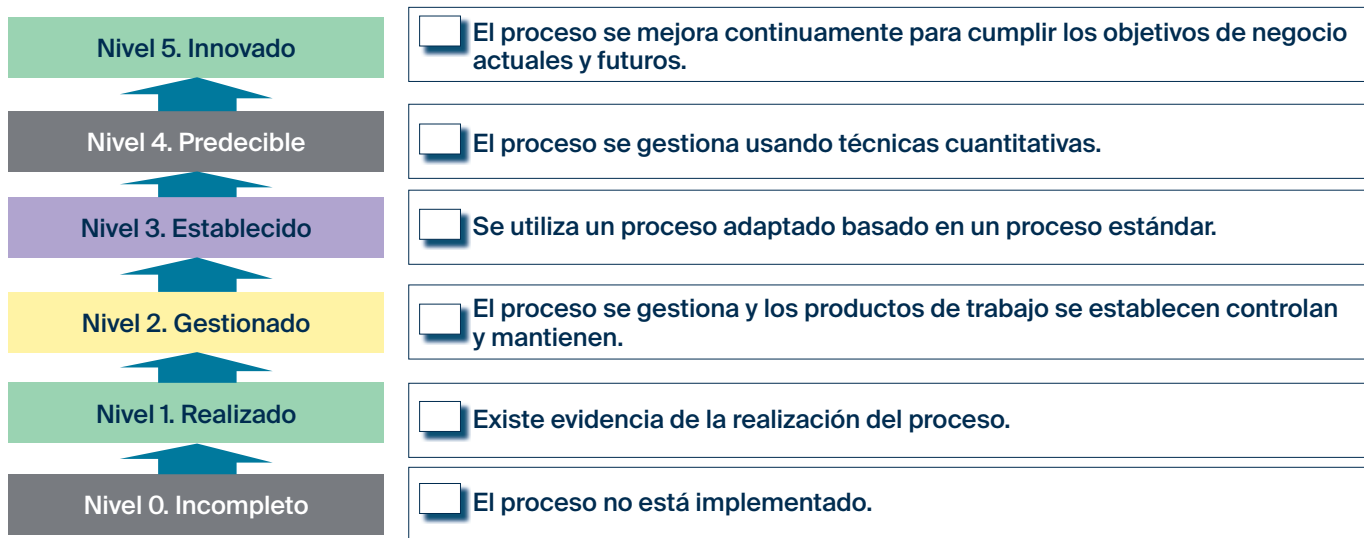 Nivel 5. Innovado
El proceso se mejora continuamente para cumplir los objetivos de negocio
actuales y futuros.
Nivel 4. Predecible
El proceso se gestiona usando técnicas cuantitativas.
Nivel 3. Establecido
Se utiliza un proceso adaptado basado en un proceso estándar.
Nivel 2. Gestionado
El proceso se gestiona y los productos de trabajo se establecen controlan
y mantienen.
Nivel 1. Realizado
Existe evidencia de la realización del proceso.
Nivel 0. Incompleto
El proceso no está implementado.